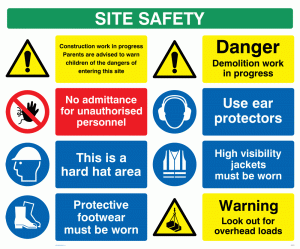 SITE SAFETY
Construction work in progress
Parents are advised to warn
children of the dangers of
entering this site
Danger
Demolition work
in progress
No admittance
for unauthorised
personnel
Use ear
protectors
This is a
hard hat area
High visibility
jackets
must be worn
Protective
footwear
must be worn
Warning
Look out for
overhead loads